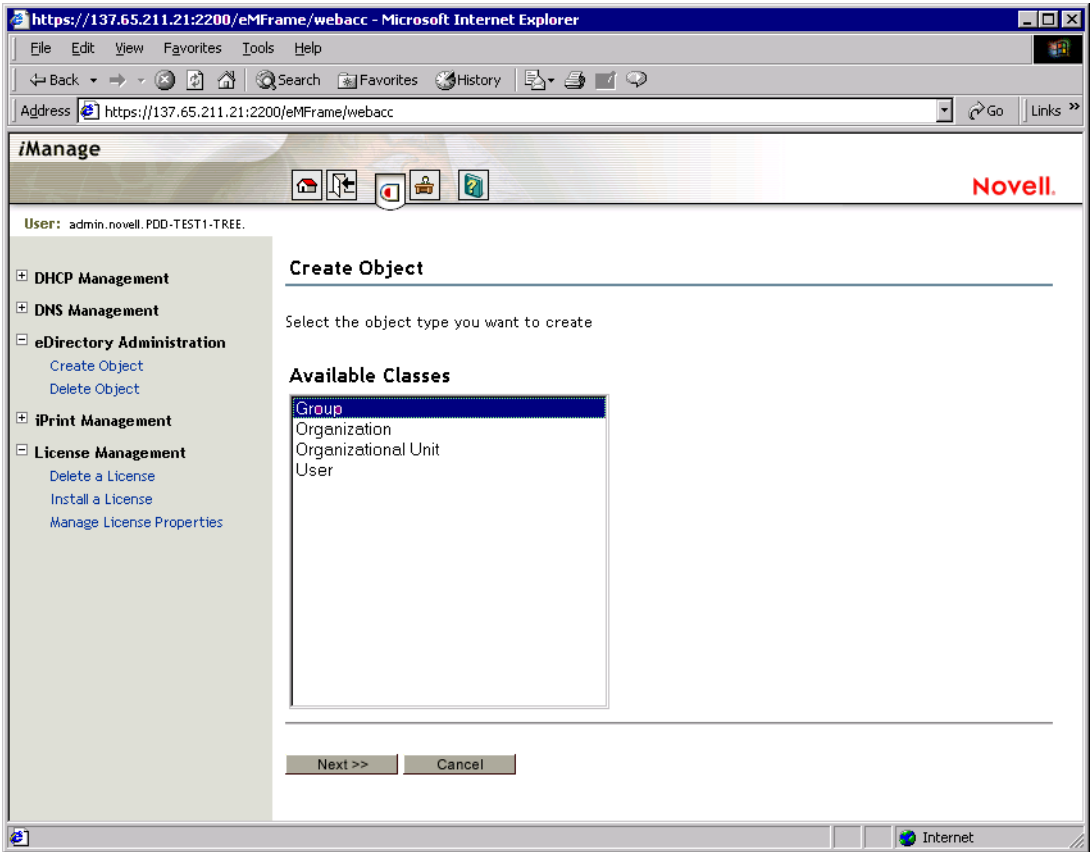 https://137.65.211.21:2200/eMFrame/webacc - Microsoft Internet Explorer
File Edit View Favorites Tools Help
Back Search Favorites History
Address https://137.65.211.21:2200/eMFrame/webacc Go Links »
iManage
Novell.
User: admin.novell.PDD-TEST1-TREE.
DHCP Management
DNS Management
eDirectory Administration
Create Object
Delete Object
iPrint Management
License Management
Delete a License
Install a License
Manage License Properties
Create Object
Select the object type you want to create
Available Classes
Group
Organization
Organizational Unit
User
Next >> Cancel
Internet